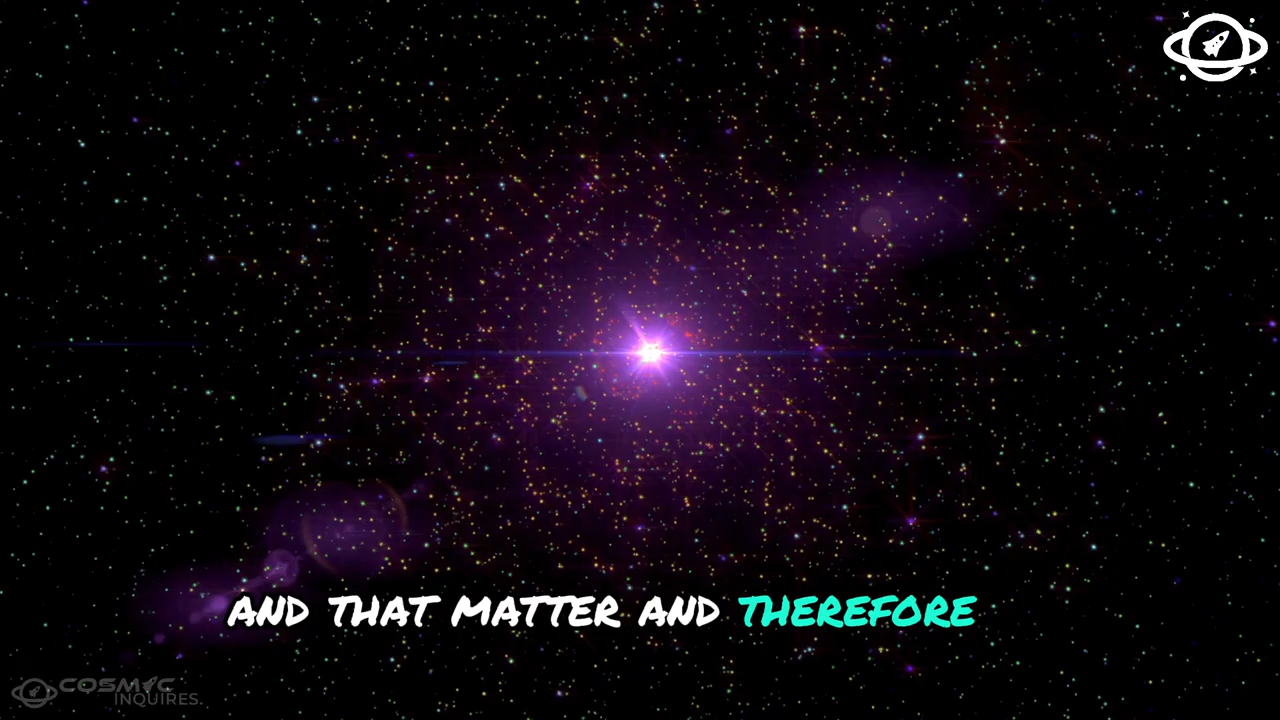 AND THAT MATTER AND THEREFORE
COSMIC
INQUIRES.